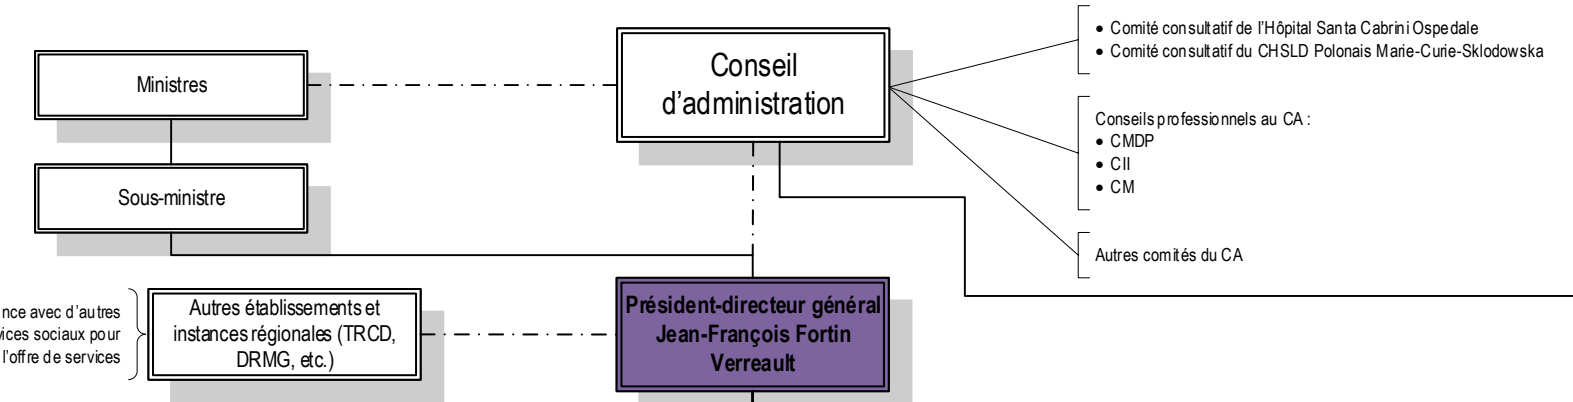 Ministres
Conseil
d'administration
• Comité consultatif de l'Hôpital Santa Cabrini Ospedale
• Comité consultatif du CHSLD Polonais Marie-Curie-Sklodowska
Conseils professionnels au CA :
• CMDP
• CII
• CM
Sous-ministre
Autres comités du CA
nce avec d'autres
vices sociaux pour
l'offre de services
Autres établissements et
instances régionales (TRCD,
DRMG, etc.)
Président-directeur général
Jean-François Fortin
Verreault